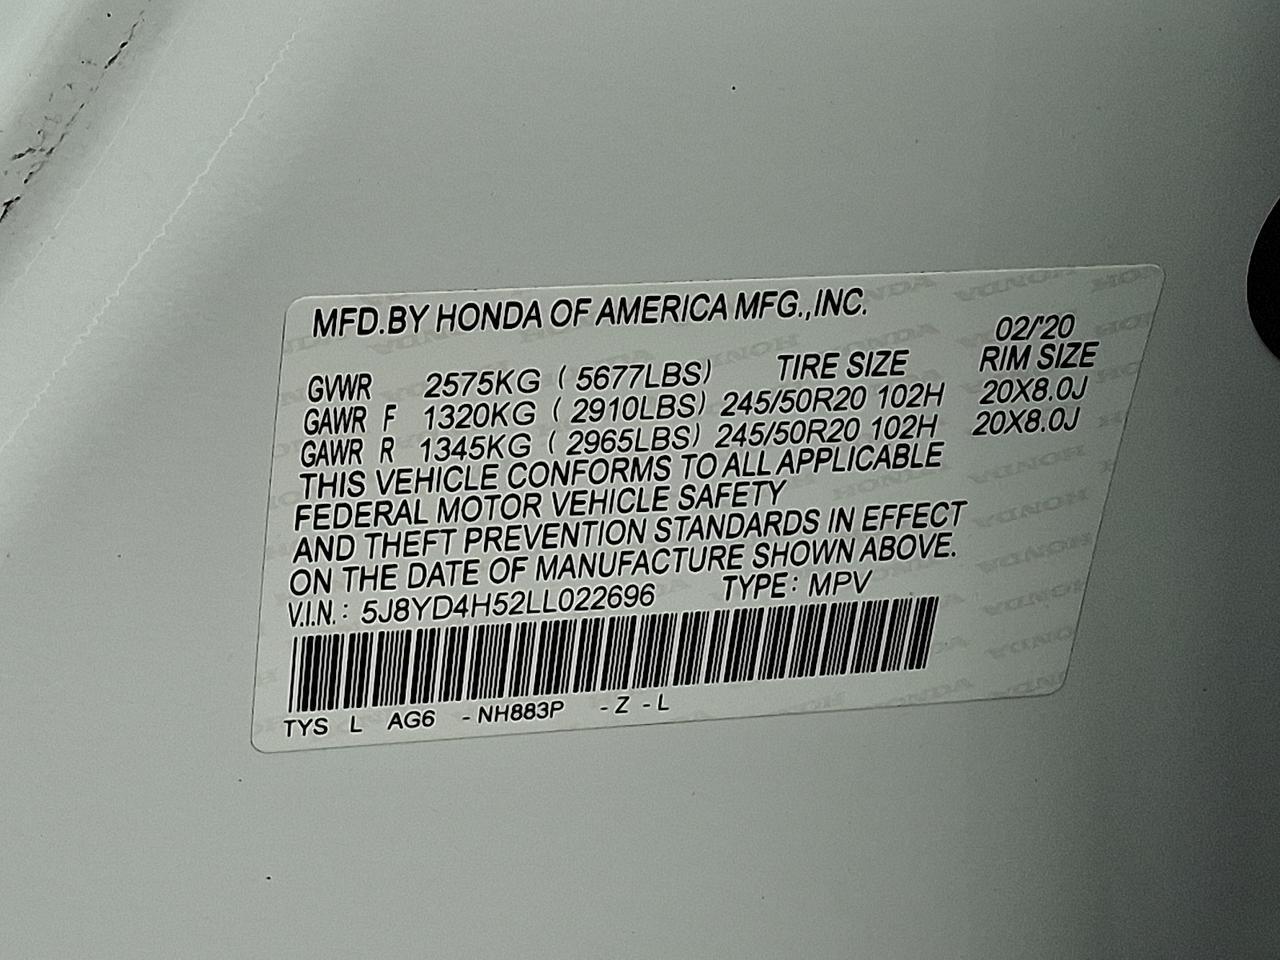 MFD.BY HONDA OF AMERICA MFG.,INC.
02/'20
TIRE SIZE RIM SIZE
GVWR 2575KG ( 5677LBS)
GAWR F 1320KG ( 2910LBS) 245/50R20 102H 20X8.0J
GAWR R 1345KG ( 2965LBS) 245/50R20 102H 20X8.0J
THIS VEHICLE CONFORMS TO ALL APPLICABLE
FEDERAL MOTOR VEHICLE SAFETY
AND THEFT PREVENTION STANDARDS IN EFFECT
ON THE DATE OF MANUFACTURE SHOWN ABOVE.
V.I.N.: 5J8YD4H52LL022696 TYPE: MPV
TYS L AG6 -NH883P -Z -L